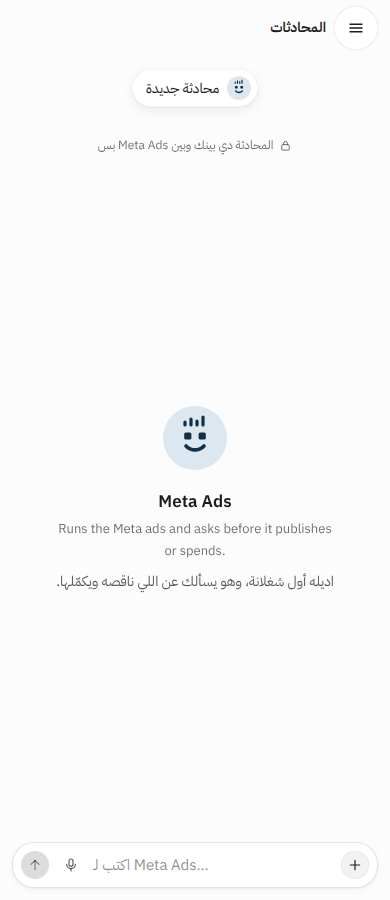 المحادثات
محادثة جديدة
المحادثة دي بينك وبين Meta Ads بس
Meta Ads
Runs the Meta ads and asks before it publishes
or spends.
اديله أول شغلانة، وهو يسألك عن اللي ناقصه ويكمّلها.
اكتب لـ Meta Ads...